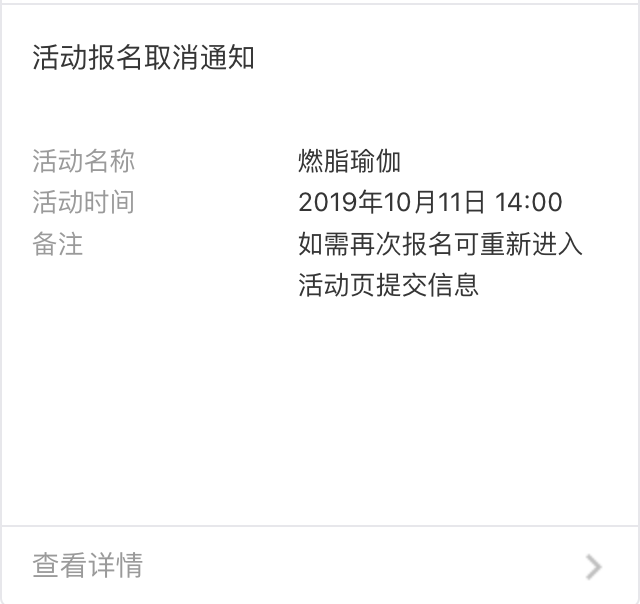 活动报名取消通知
活动名称 燃脂瑜伽
活动时间 2019年10月11日 14:00
备注 如需再次报名可重新进入
活动页提交信息
查看详情